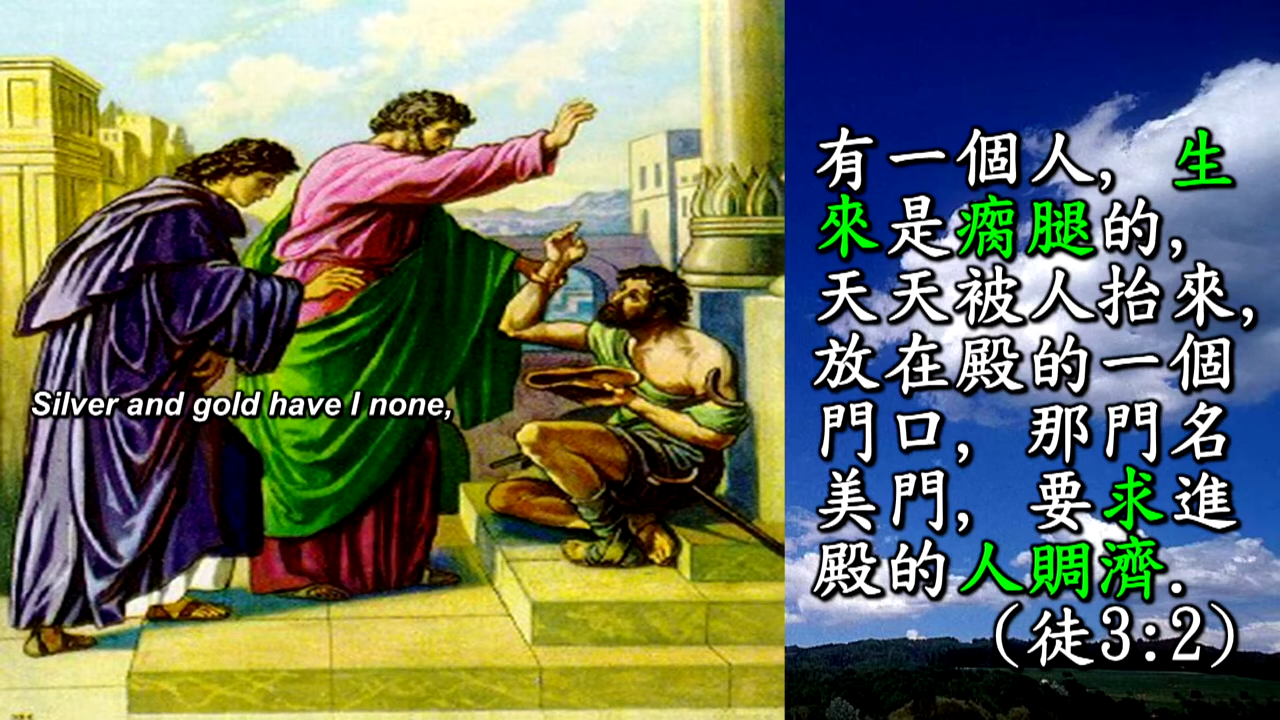 Silver and gold have I none,
有一個人, 生
來是瘸腿的,
天天被人抬來,
放在殿的一個
門口, 那門名
美門, 要求進
殿的人賙濟.
(徒3:2)